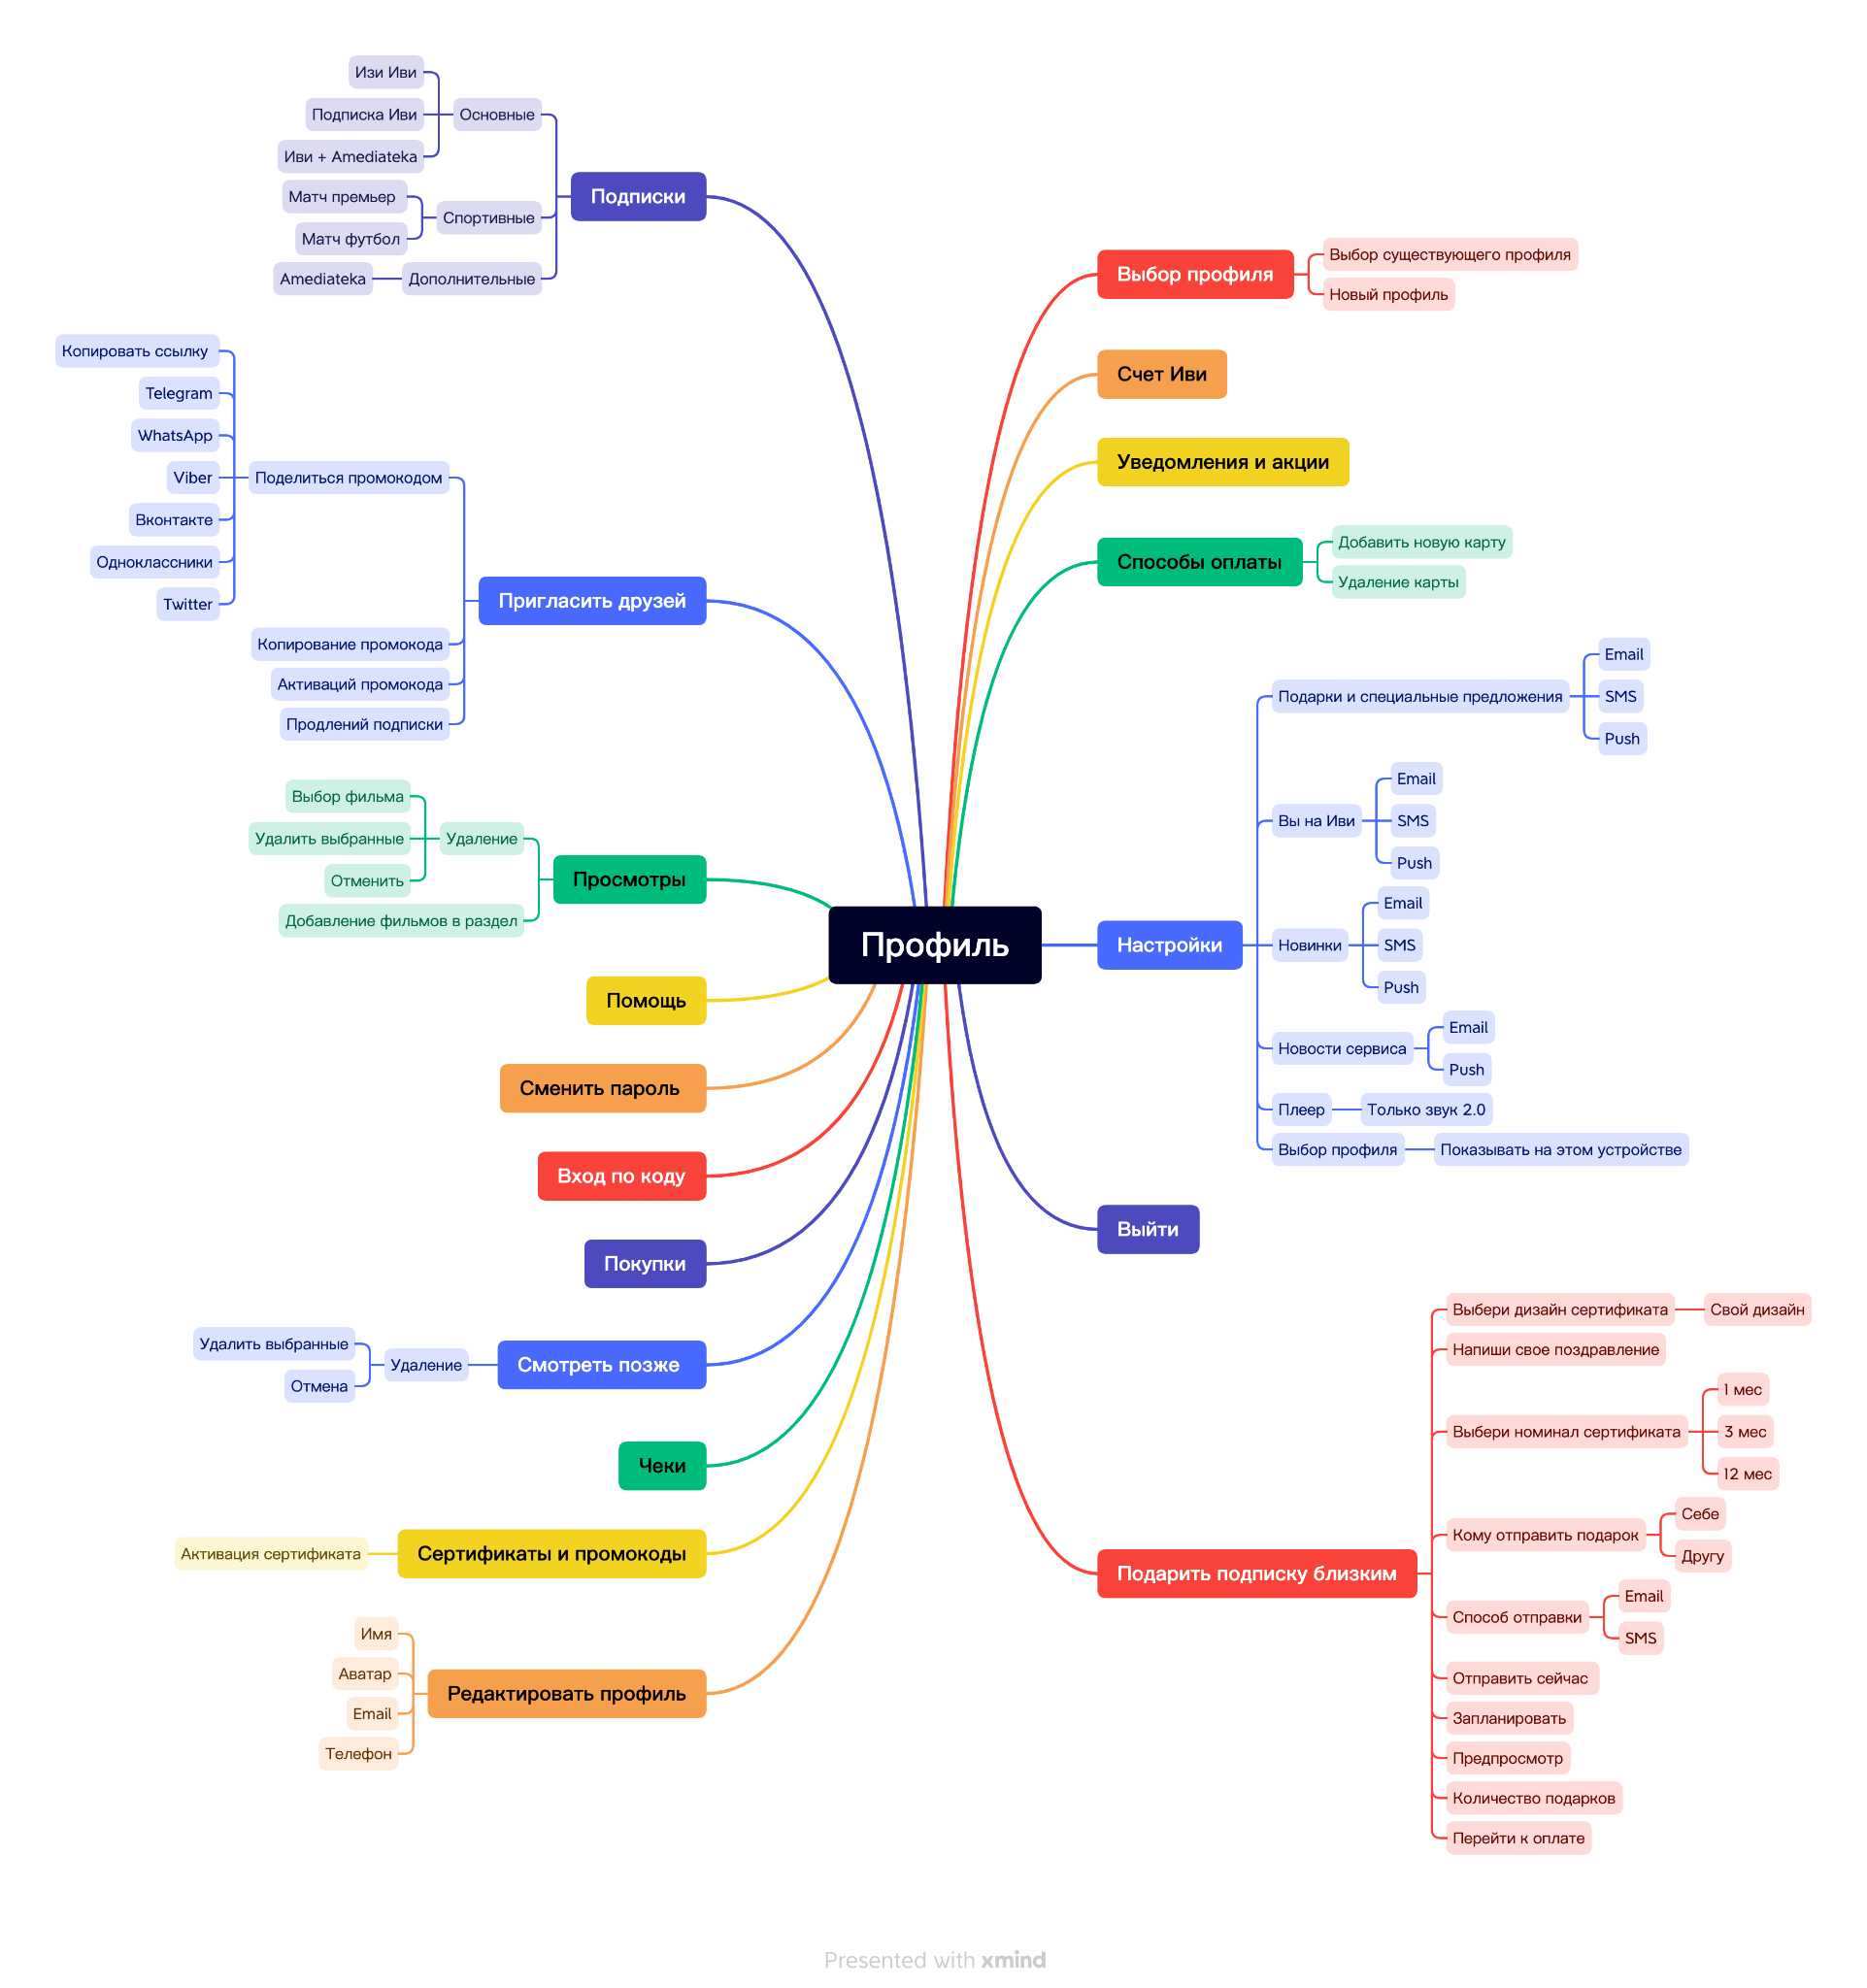 Профиль
Выбор профиля
Выбор существующего профиля
Новый профиль
Счет Иви
Уведомления и акции
Способы оплаты
Добавить новую карту
Удаление карты
Настройки
Подарки и специальные предложения
Email
SMS
Push
Вы на Иви
Email
SMS
Push
Новинки
Email
SMS
Push
Новости сервиса
Email
Push
Плеер
Только звук 2.0
Выбор профиля
Показывать на этом устройстве
Выйти
Подарить подписку близким
Выбери дизайн сертификата
Свой дизайн
Напиши свое поздравление
Выбери номинал сертификата
1 мес
3 мес
12 мес
Кому отправить подарок
Себе
Другу
Способ отправки
Email
SMS
Отправить сейчас
Запланировать
Предпросмотр
Количество подарков
Перейти к оплате
Подписки
Основные
Изи Иви
Подписка Иви
Иви + Amediateka
Спортивные
Матч премьер
Матч футбол
Дополнительные
Amediateka
Пригласить друзей
Поделиться промокодом
Копировать ссылку
Telegram
WhatsApp
Viber
Вконтакте
Одноклассники
Twitter
Копирование промокода
Активаций промокода
Продлений подписки
Просмотры
Удаление
Выбор фильма
Удалить выбранные
Отменить
Добавление фильмов в раздел
Помощь
Сменить пароль
Вход по коду
Покупки
Смотреть позже
Удаление
Удалить выбранные
Отмена
Чеки
Сертификаты и промокоды
Активация сертификата
Редактировать профиль
Имя
Аватар
Email
Телефон
Presented with xmind